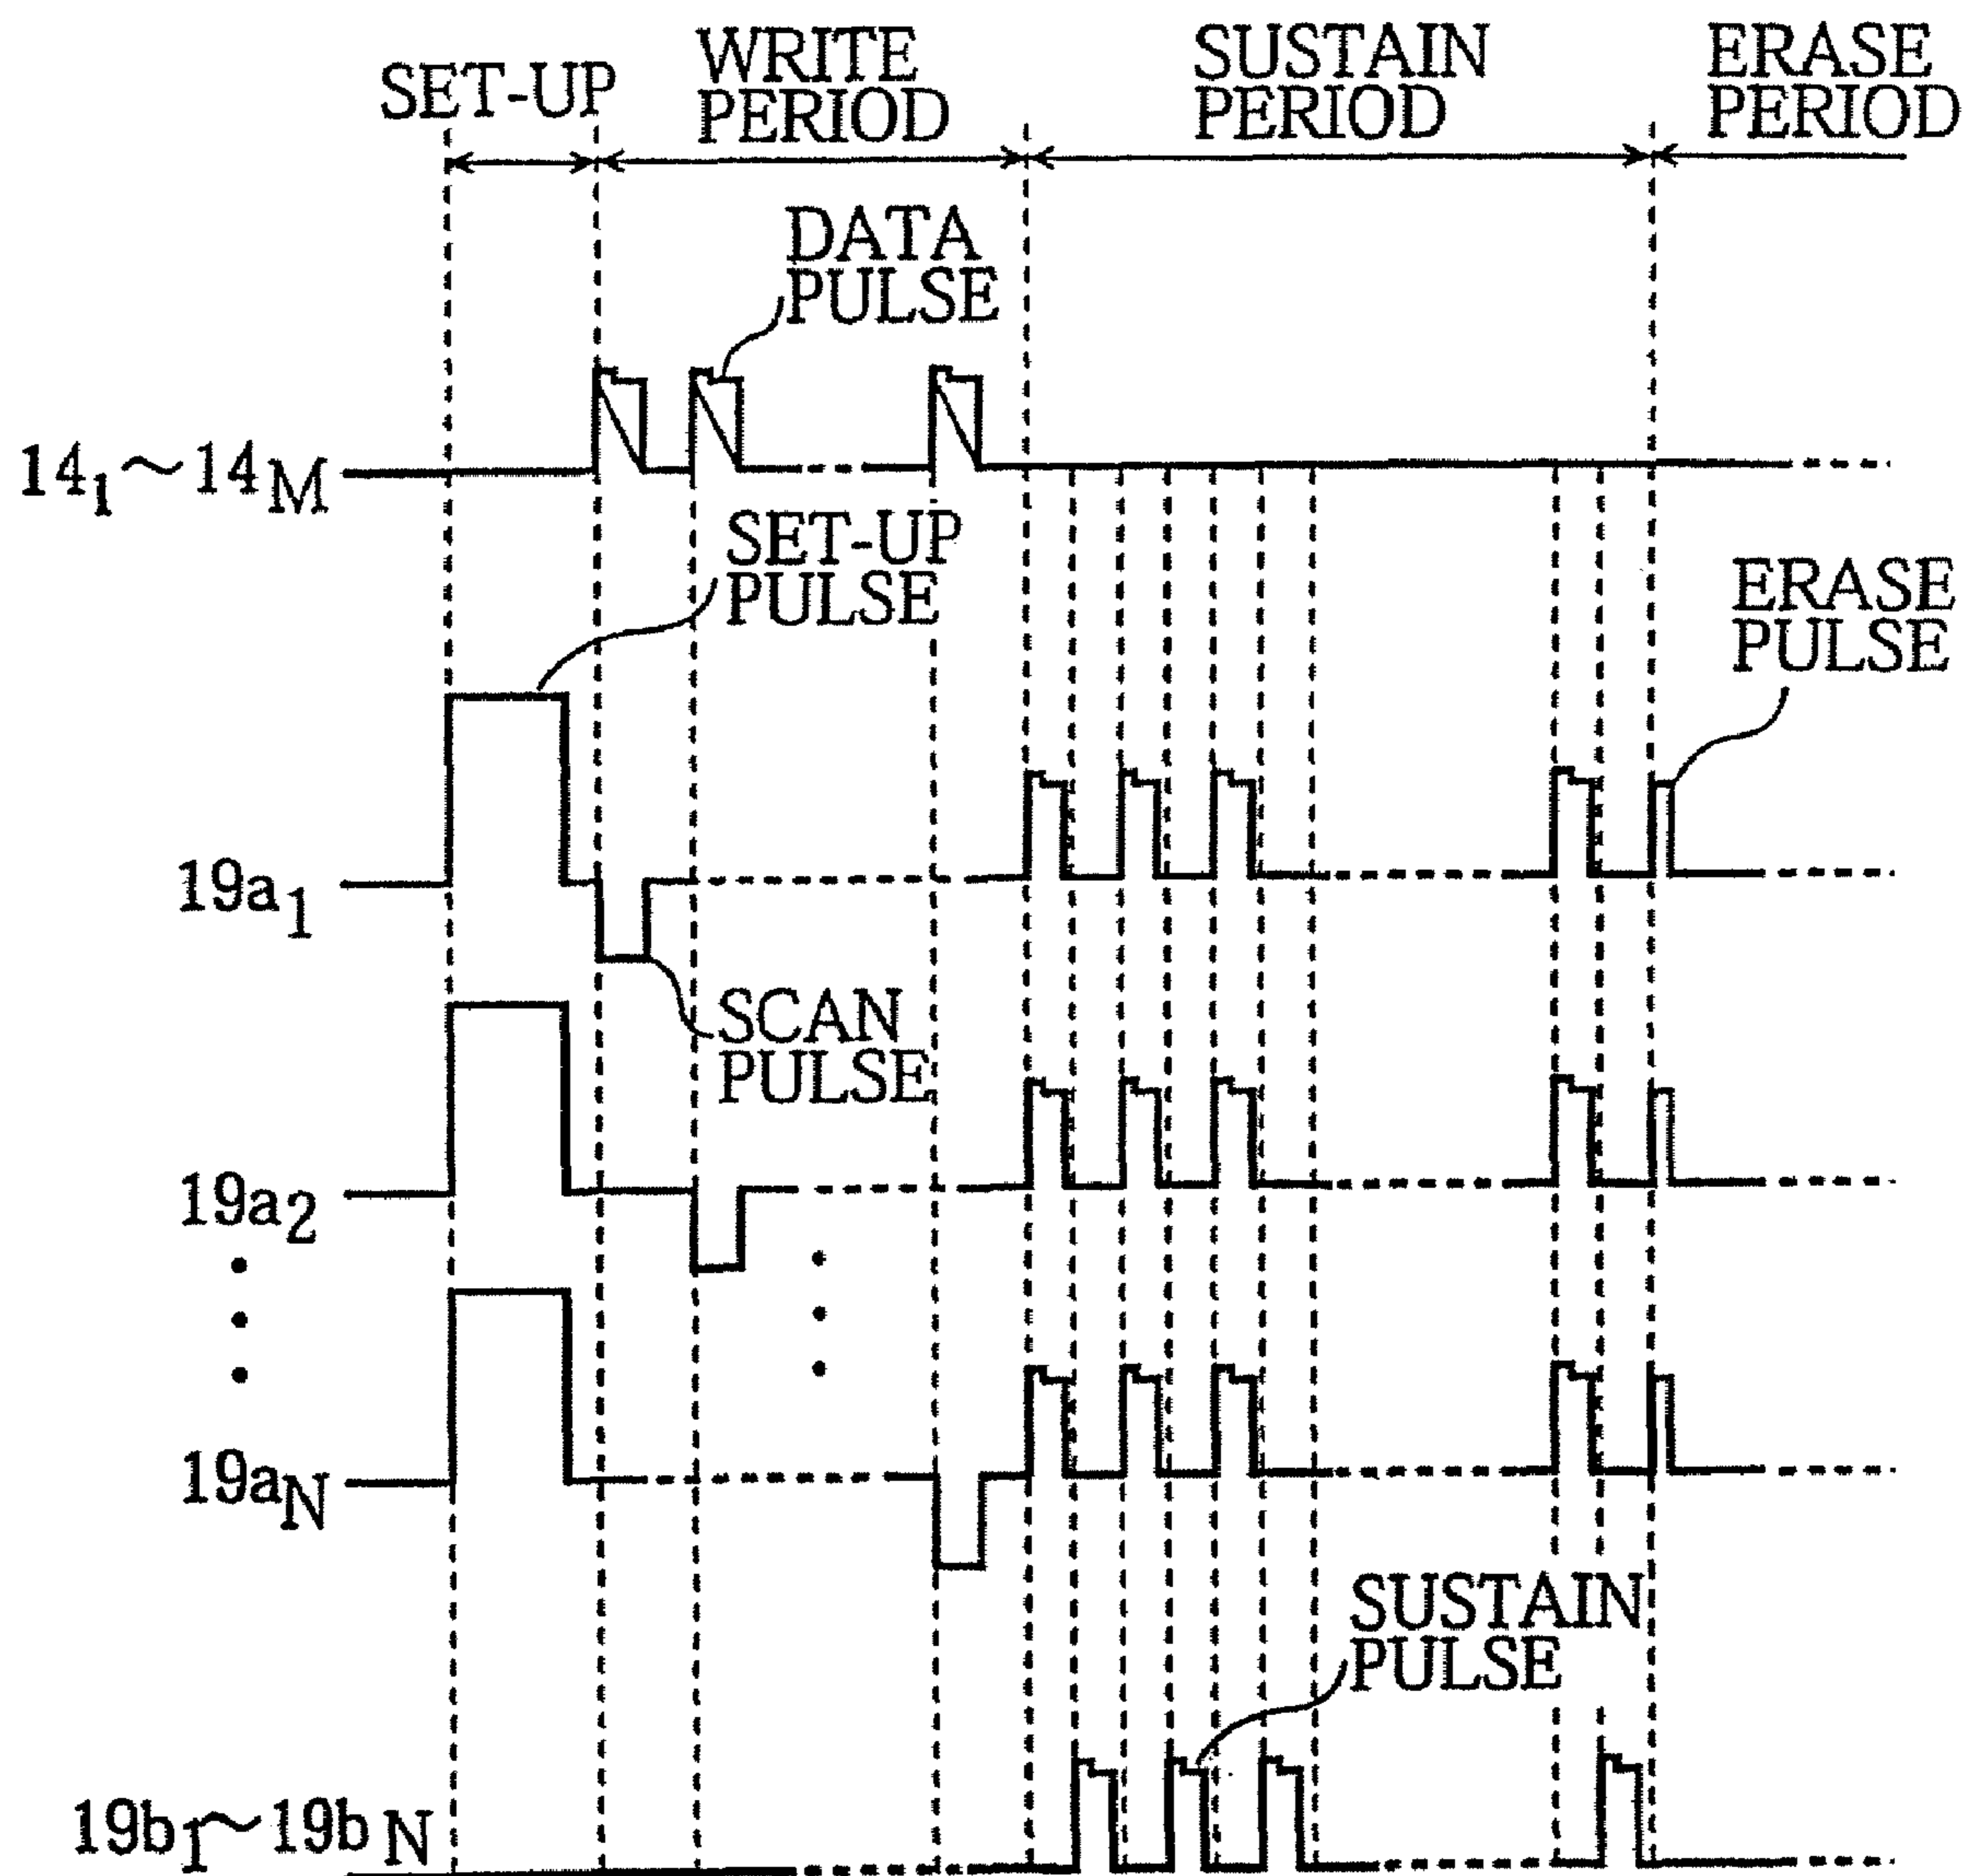 SET-UP
WRITE
PERIOD
SUSTAIN
PERIOD
ERASE
PERIOD
DATA
PULSE
14₁～14M
SET-UP
PULSE
ERASE
PULSE
19a₁
SCAN
PULSE
19a₂
19aN
SUSTAIN
PULSE
19b₁～19bN